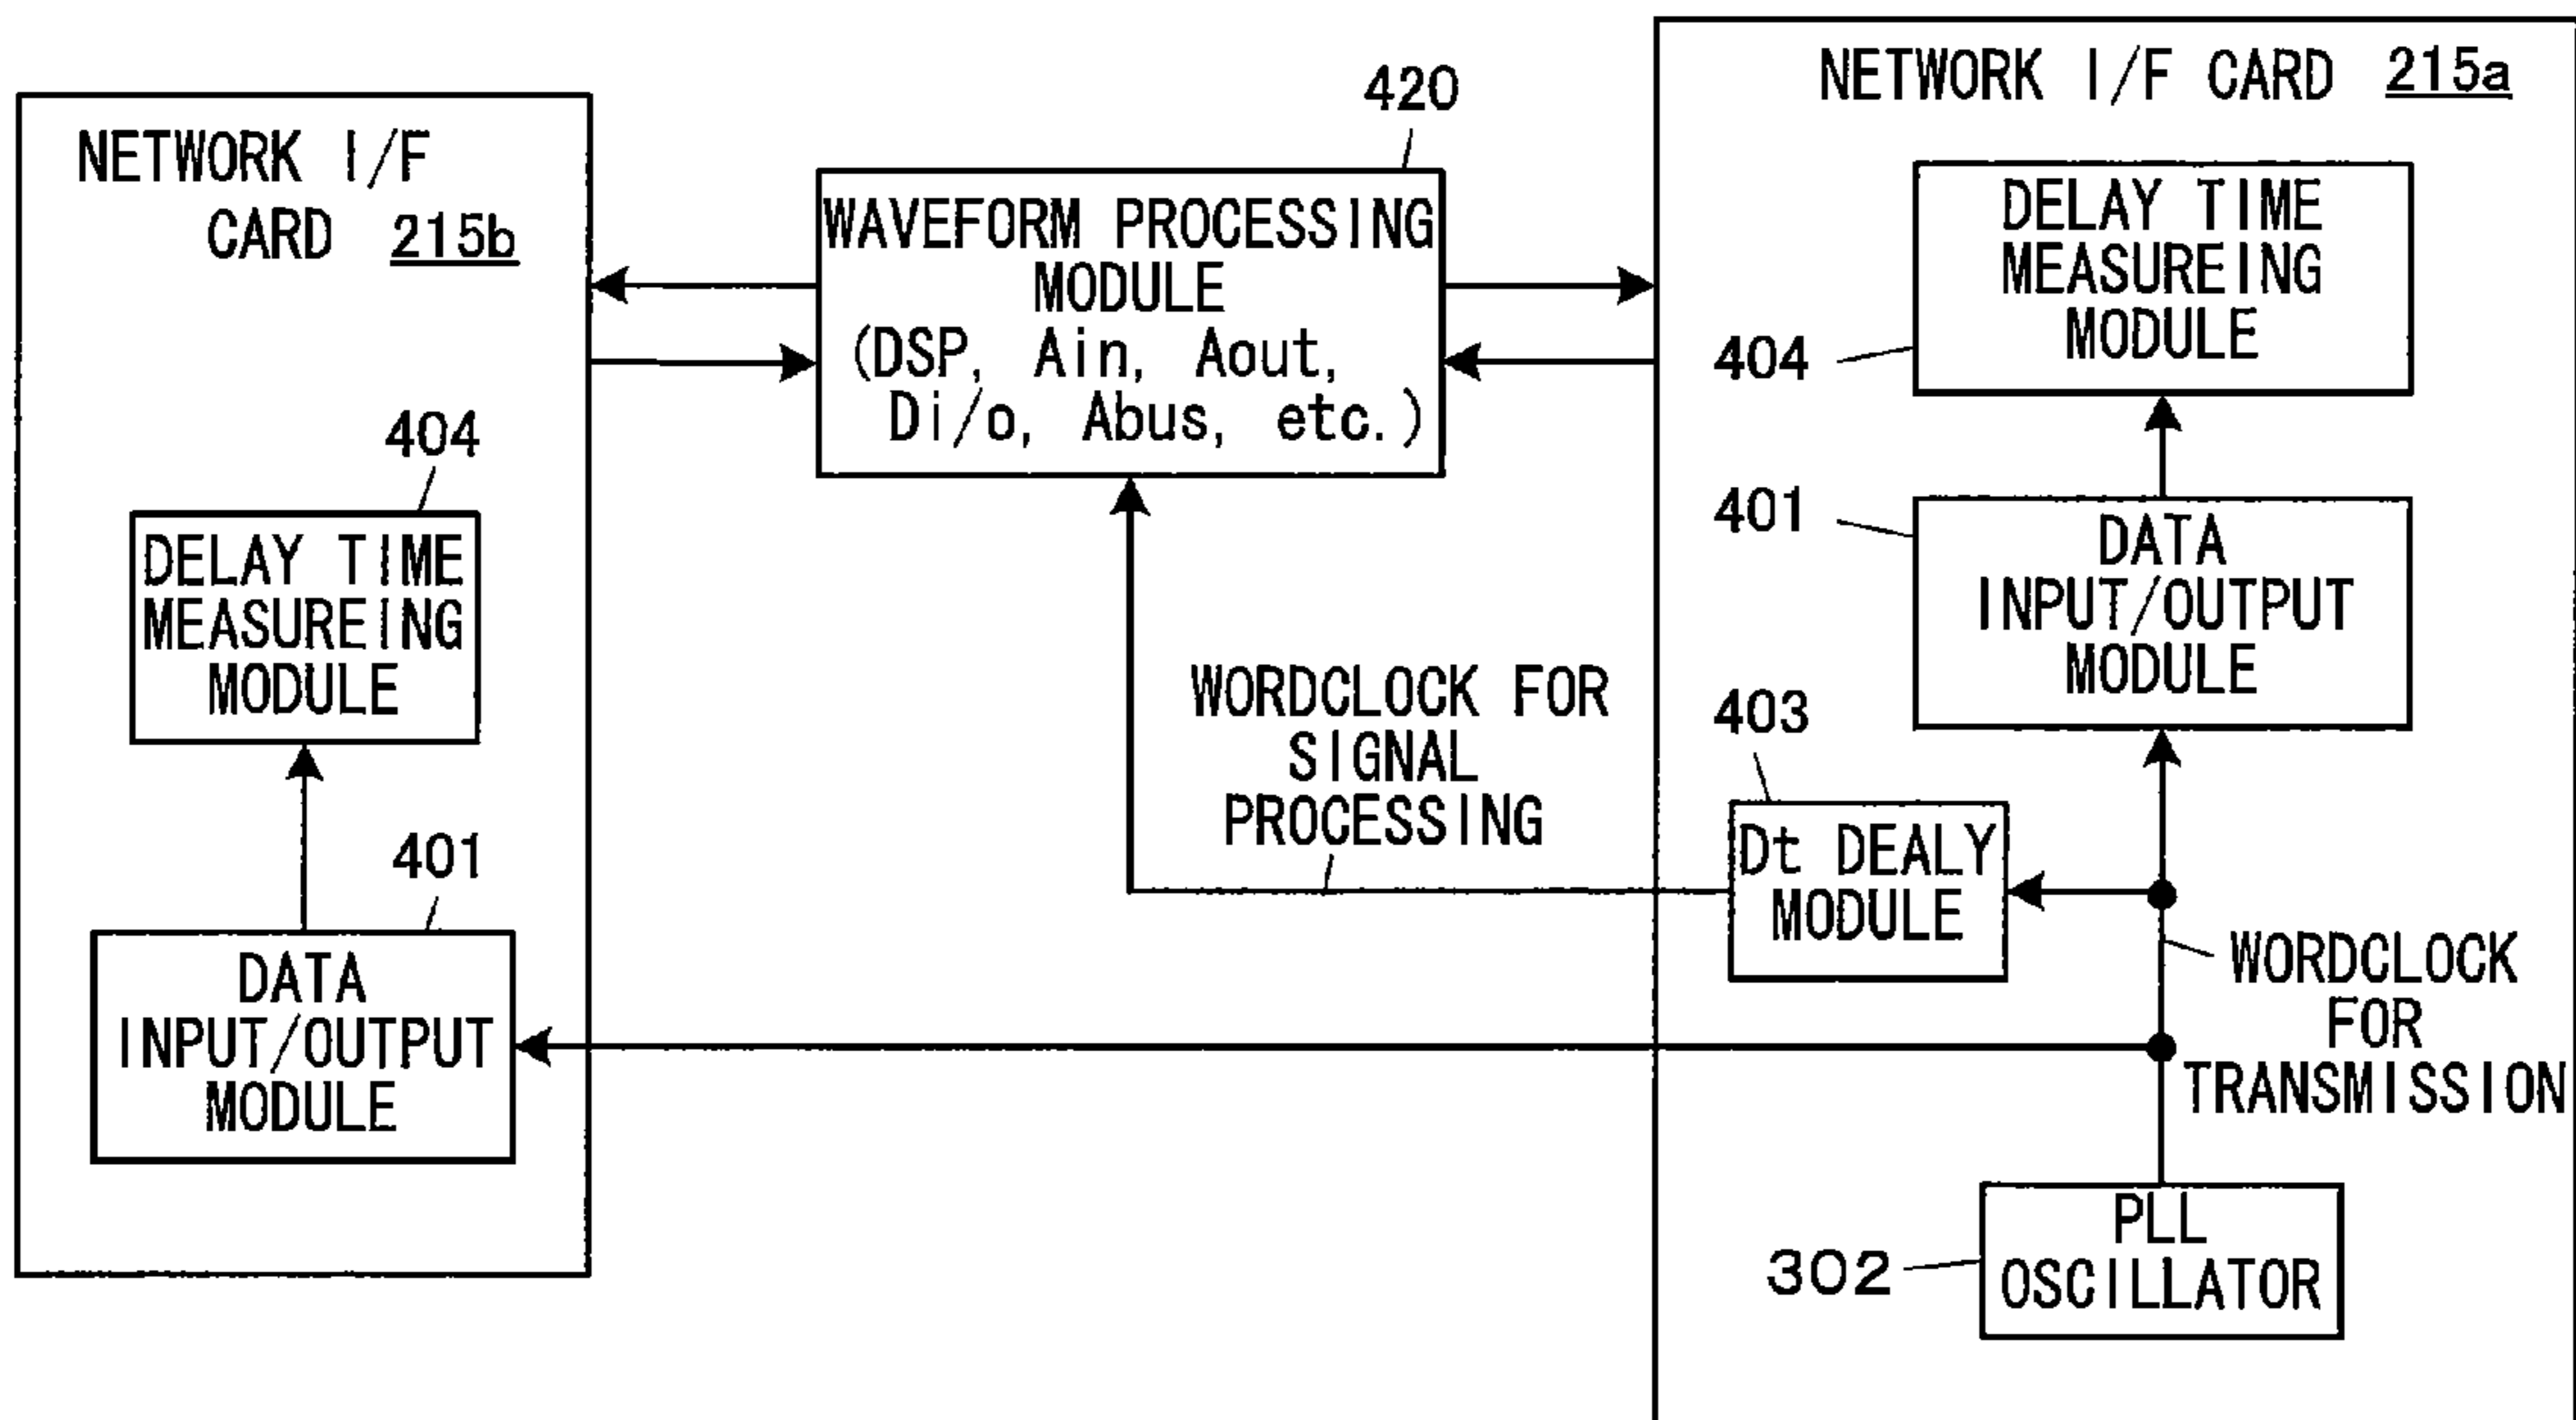 NETWORK I/F
CARD 215b
404
DELAY TIME
MEASUREING
MODULE
401
DATA
INPUT/OUTPUT
MODULE
420
WAVEFORM PROCESSING
MODULE
(DSP, Ain, Aout,
Di/o, Abus, etc.)
WORDCLOCK FOR
SIGNAL
PROCESSING
NETWORK I/F CARD 215a
DELAY TIME
MEASUREING
MODULE
404
401
DATA
INPUT/OUTPUT
MODULE
403
Dt DEALY
MODULE
WORDCLOCK
FOR
TRANSMISSION
PLL
OSCILLATOR
302